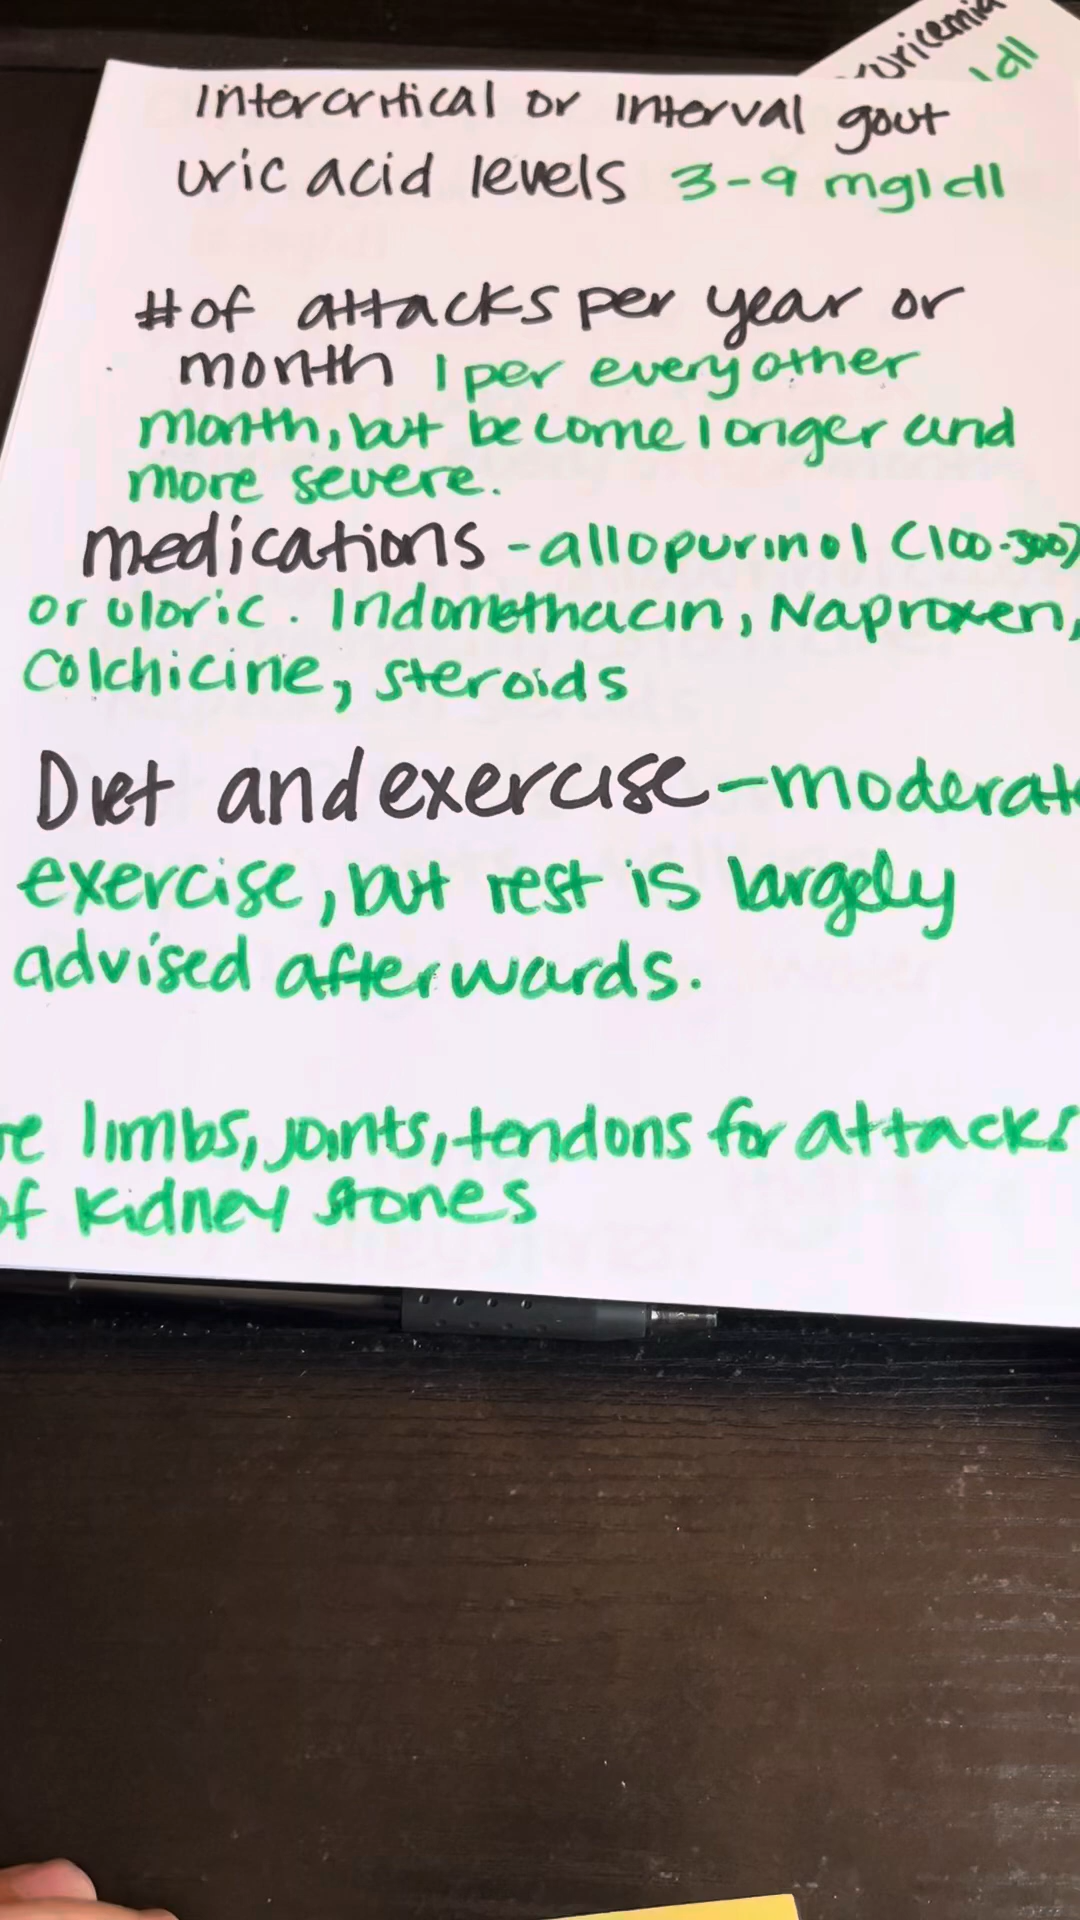 uricemia
dl
Intercritical or interval gout
uric acid levels 3-9 mg/dl
# of attacks per year or
month 1 per every other
month, but become longer and
more severe.
medications - allopurinol (100-300)
or uloric. Indomethacin, Naproxen,
Colchicine, steroids
Diet and exercise - moderate
exercise, but rest is largely
advised afterwards.
re limbs, joints, tendons for attacks
of kidney stones